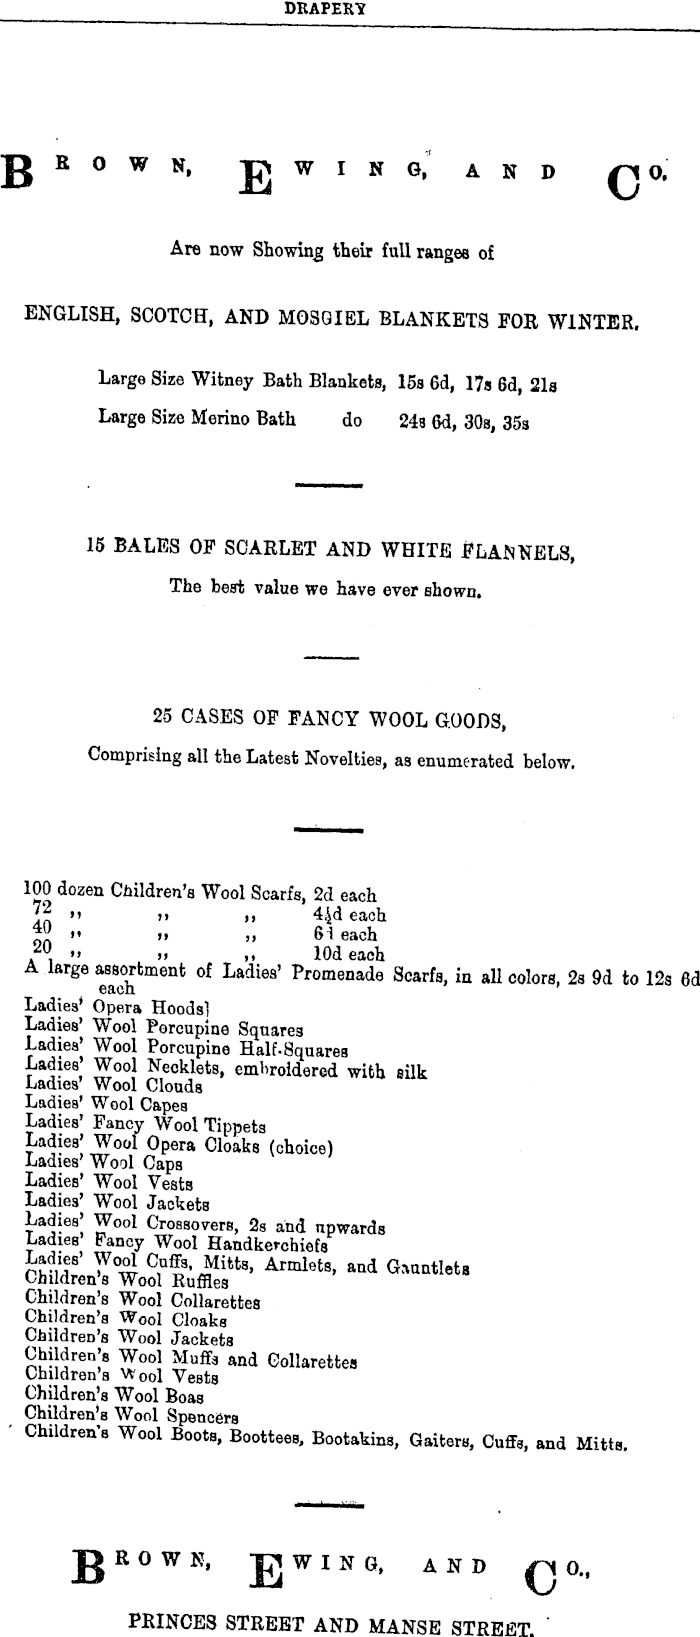 DRAPERY
BROWN, EWING, AND CO.
Are now Showing their full ranges of
ENGLISH, SCOTCH, AND MOSGIEL BLANKETS FOR WINTER.
Large Size Witney Bath Blankets, 15s 6d, 17s 6d, 21s
Large Size Merino Bath do 24s 6d, 30s, 35s
15 BALES OF SCARLET AND WHITE FLANNELS,
The best value we have ever shown.
25 CASES OF FANCY WOOL GOODS,
Comprising all the Latest Novelties, as enumerated below.
100 dozen Children's Wool Scarfs, 2d each
72 ,, ,, ,, 4½d each
40 ,, ,, ,, 6d each
20 ,, ,, ,, 10d each
A large assortment of Ladies' Promenade Scarfs, in all colors, 2s 9d to 12s 6d
each
Ladies' Opera Hoods]
Ladies' Wool Porcupine Squares
Ladies' Wool Porcupine Half-Squares
Ladies' Wool Necklets, embroidered with silk
Ladies' Wool Clouds
Ladies' Wool Capes
Ladies' Fancy Wool Tippets
Ladies' Wool Opera Cloaks (choice)
Ladies' Wool Caps
Ladies' Wool Vests
Ladies' Wool Jackets
Ladies' Wool Crossovers, 2s and upwards
Ladies' Fancy Wool Handkerchiefs
Ladies' Wool Cuffs, Mitts, Armlets, and Gauntlets
Children's Wool Ruffles
Children's Wool Collarettes
Children's Wool Cloaks
Children's Wool Jackets
Children's Wool Muffs and Collarettes
Children's Wool Vests
Children's Wool Boas
Children's Wool Spencers
Children's Wool Boots, Boottees, Bootakins, Gaiters, Cuffs, and Mitts.
BROWN, EWING, AND CO.,
PRINCES STREET AND MANSE STREET.